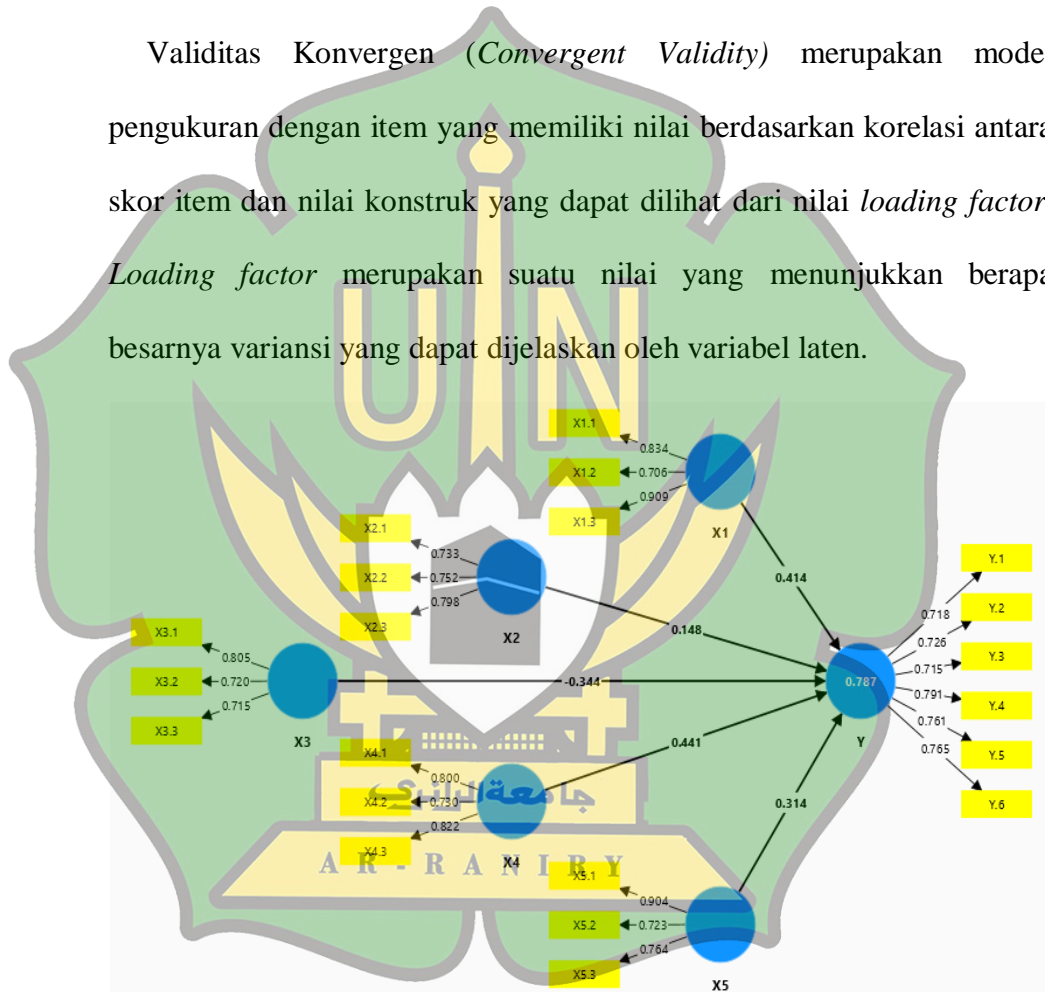 Validitas Konvergen (Convergent Validity) merupakan mode
pengukuran dengan item yang memiliki nilai berdasarkan korelasi antara
skor item dan nilai konstruk yang dapat dilihat dari nilai loading factor
Loading factor merupakan suatu nilai yang menunjukkan berapa
besarnya variansi yang dapat dijelaskan oleh variabel laten.
UIN
X1.1
X1.2
X1.3
0.834
0.706
0.909
X1
X2.1
X2.2
X2.3
0.733
0.752
0.798
X2
X3.1
X3.2
X3.3
0.805
0.720
0.715
X3
X4.1
X4.2
X4.3
0.800
0.730
0.822
X4
X5.1
X5.2
X5.3
0.904
0.723
0.764
X5
0.414
0.148
-0.344
0.441
0.314
0.787
Y
0.718
0.726
0.715
0.791
0.761
0.765
Y.1
Y.2
Y.3
Y.4
Y.5
Y.6
جامعة الرانري
AR-RANIRY